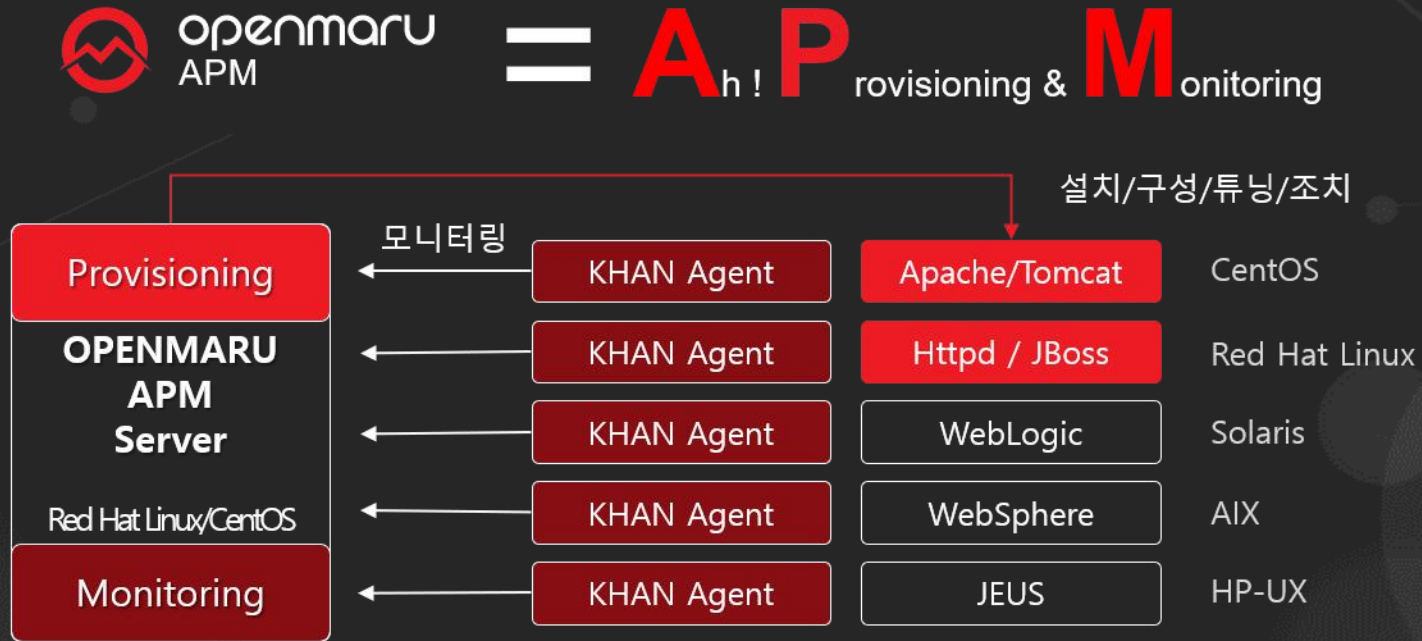 openmaru
APM
= Ah ! Provisioning & Monitoring
설치/구성/튜닝/조치
모니터링
Provisioning
KHAN Agent
Apache/Tomcat
CentOS
OPENMARU
APM
Server
KHAN Agent
Httpd / JBoss
Red Hat Linux
KHAN Agent
WebLogic
Solaris
Red Hat Linux/CentOS
KHAN Agent
WebSphere
AIX
Monitoring
KHAN Agent
JEUS
HP-UX